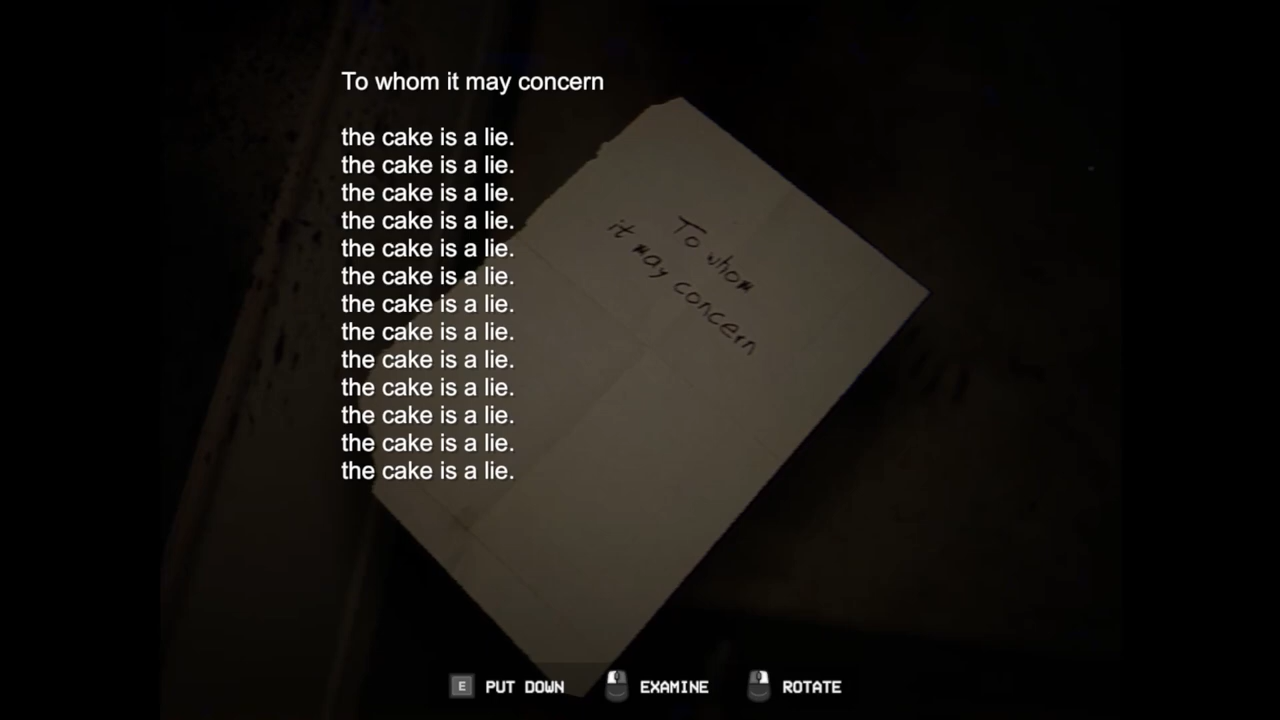 To whom it may concern
the cake is a lie.
the cake is a lie.
the cake is a lie.
the cake is a lie.
the cake is a lie.
the cake is a lie.
the cake is a lie.
the cake is a lie.
the cake is a lie.
the cake is a lie.
the cake is a lie.
the cake is a lie.
the cake is a lie.
To whom
it may concern
E PUT DOWN EXAMINE ROTATE